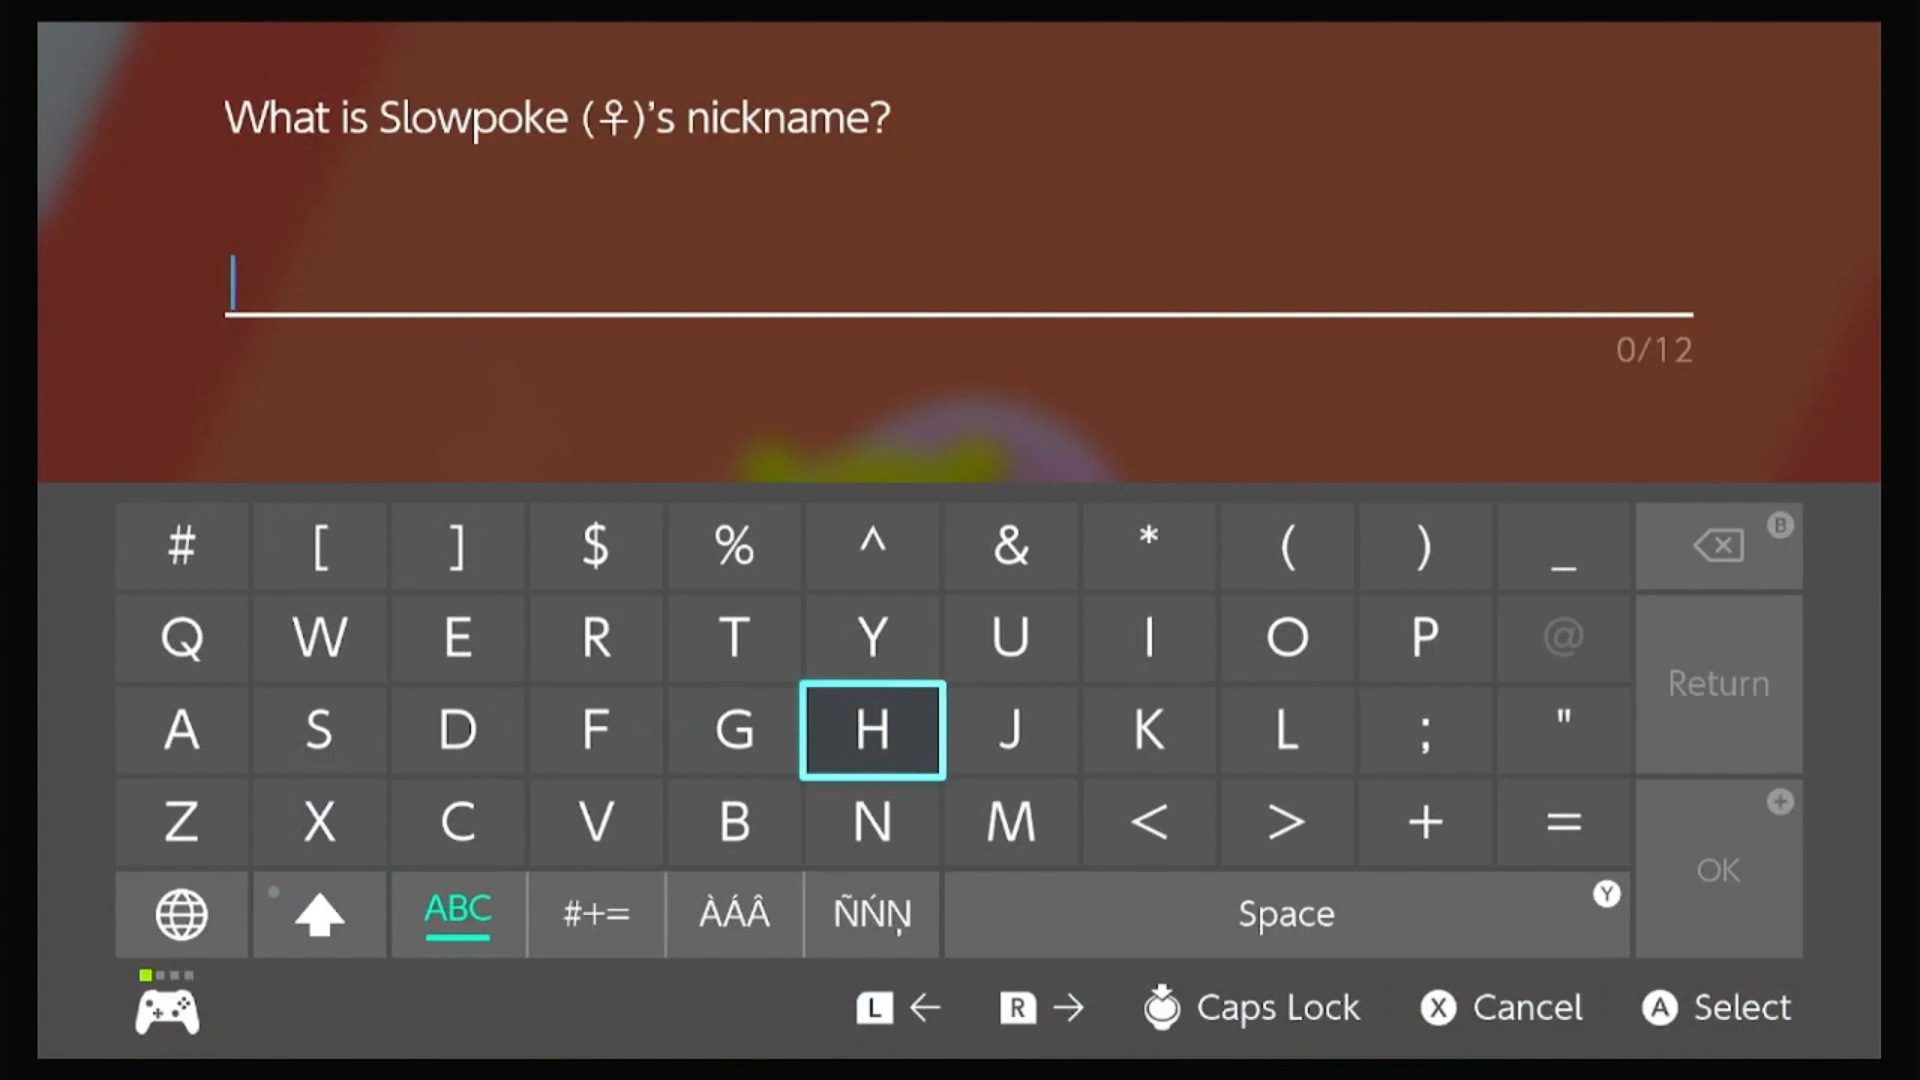 What is Slowpoke (♀)'s nickname?
0/12
# [ ] $ % ^ & * ( ) _ B
Q W E R T Y U I O P @ Return
A S D F G H J K L ; "
Z X C V B N M < > + = OK
ABC #+= ÀÁÂ ÑŃŅ Space Y
L ← R → Caps Lock X Cancel A Select